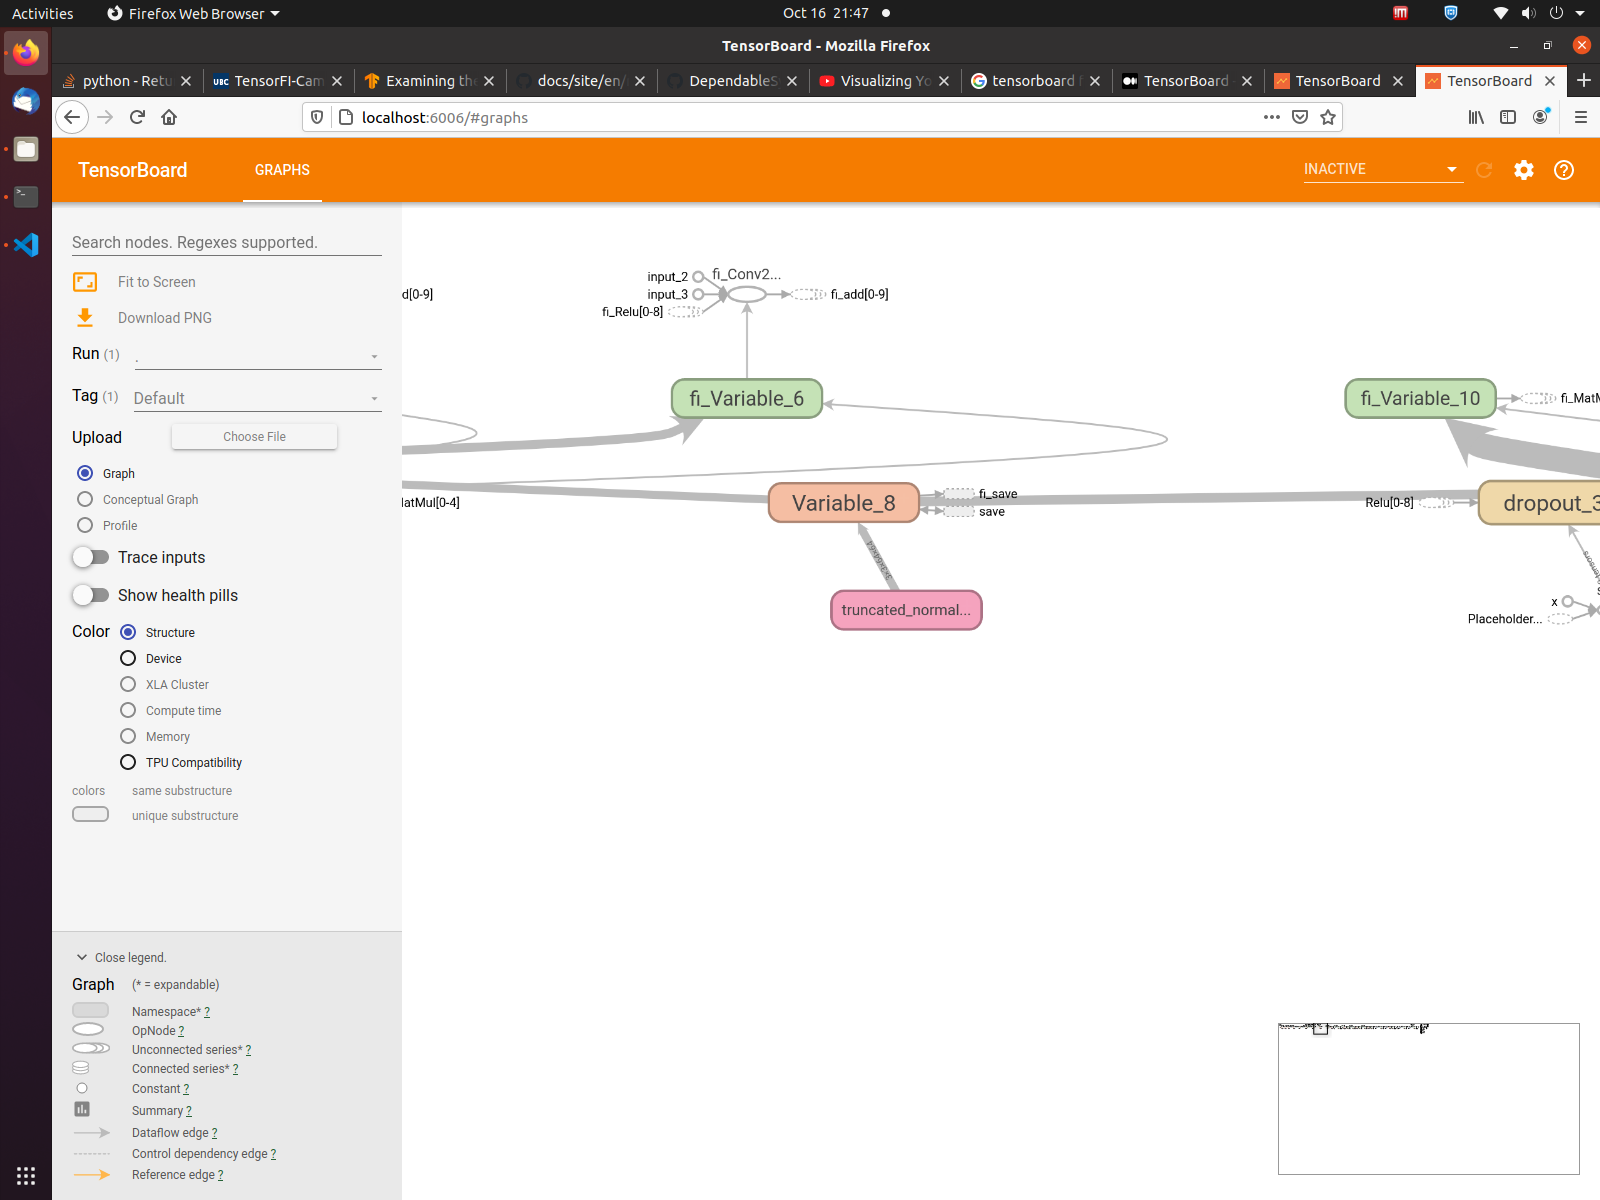 Activities
Firefox Web Browser
Oct 16 21:47
TensorBoard - Mozilla Firefox
python - Retu
UBC TensorFI-Cam
Examining the
docs/site/en/
DependableS
Visualizing Yo
tensorboard
TensorBoard -
TensorBoard
TensorBoard
localhost:6006/#graphs
TensorBoard
GRAPHS
INACTIVE
Search nodes. Regexes supported.
Fit to Screen
Download PNG
Run (1) .
Tag (1) Default
Upload Choose File
Graph
Conceptual Graph
Profile
Trace inputs
Show health pills
Color
Structure
Device
XLA Cluster
Compute time
Memory
TPU Compatibility
colors same substructure
unique substructure
Close legend.
Graph (* = expandable)
Namespace* ?
OpNode ?
Unconnected series* ?
Connected series* ?
Constant ?
Summary ?
Dataflow edge ?
Control dependency edge ?
Reference edge ?
d[0-9]
input_2
fi_Conv2...
input_3
fi_add[0-9]
fi_Relu[0-8]
fi_Variable_6
fi_Variable_10
fi_MatM
latMul[0-4]
Variable_8
fi_save
save
Relu[0-8]
dropout_3
3x3x64x64
truncated_normal...
x
Placeholder...